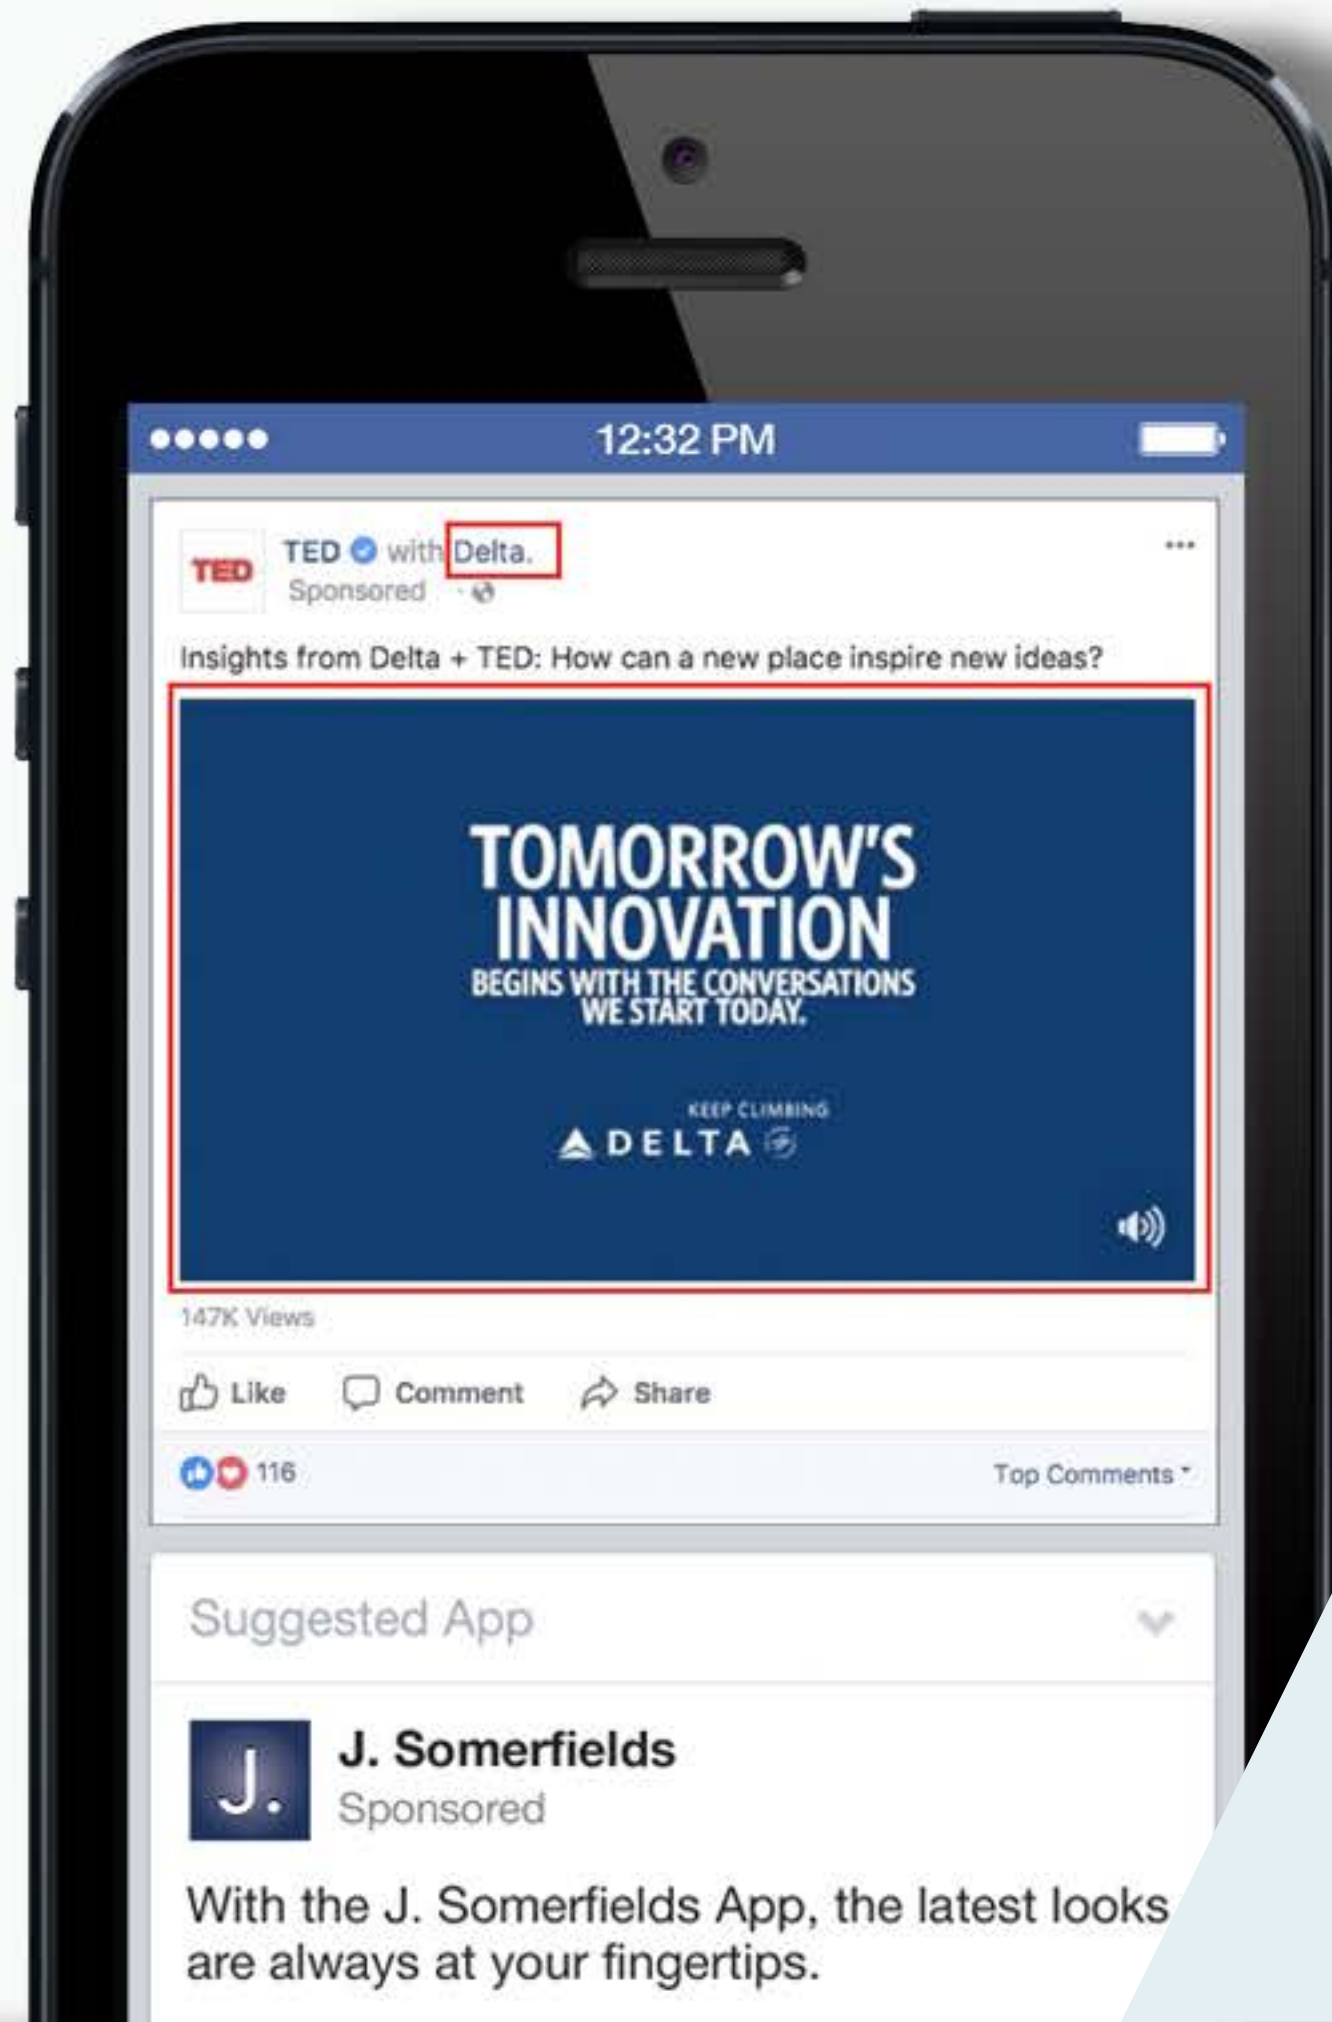 12:32 PM
TED
TED with Delta.
Sponsored
Insights from Delta + TED: How can a new place inspire new ideas?
TOMORROW'S
INNOVATION
BEGINS WITH THE CONVERSATIONS
WE START TODAY.
KEEP CLIMBING
DELTA
147K Views
Like Comment Share
116 Top Comments
Suggested App
J.
J. Somerfields
Sponsored
With the J. Somerfields App, the latest looks
are always at your fingertips.